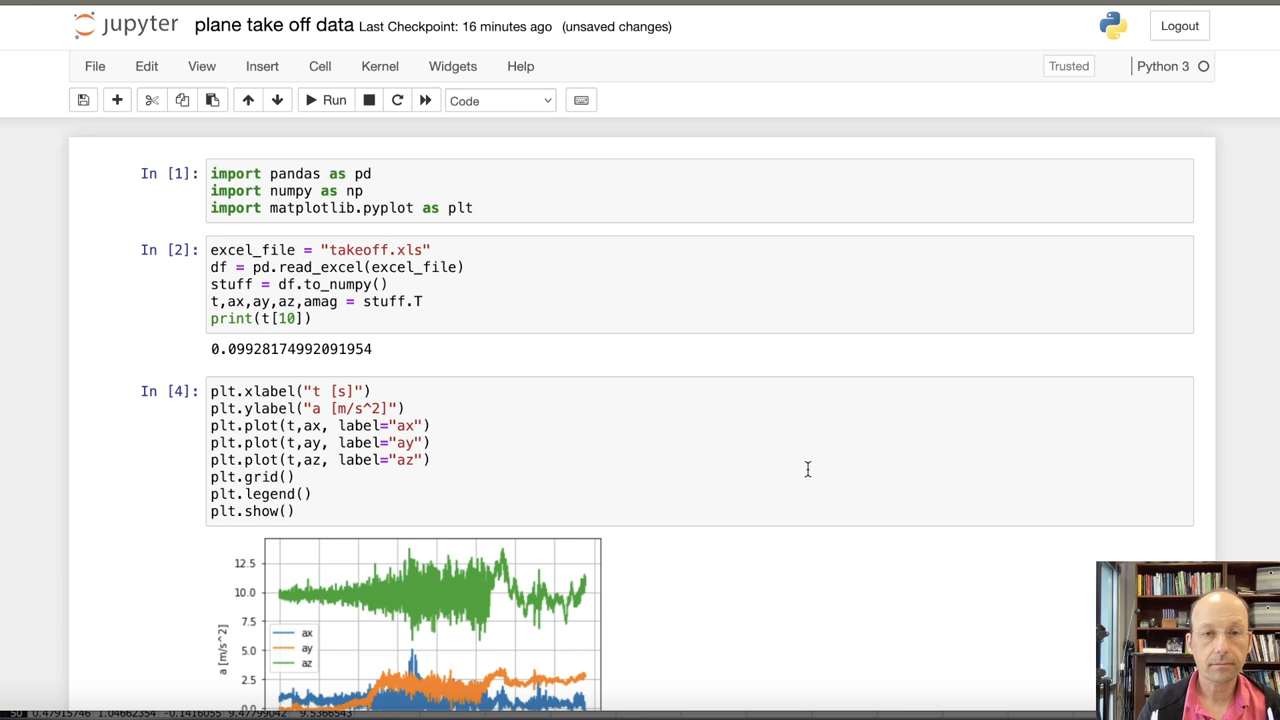 jupyter plane take off data Last Checkpoint: 16 minutes ago (unsaved changes) Logout
File Edit View Insert Cell Kernel Widgets Help Trusted Python 3
Run Code
In [1]: import pandas as pd
import numpy as np
import matplotlib.pyplot as plt
In [2]: excel_file = "takeoff.xls"
df = pd.read_excel(excel_file)
stuff = df.to_numpy()
t,ax,ay,az,amag = stuff.T
print(t[10])
0.09928174992091954
In [4]: plt.xlabel("t [s]")
plt.ylabel("a [m/s^2]")
plt.plot(t,ax, label="ax")
plt.plot(t,ay, label="ay")
plt.plot(t,az, label="az")
plt.grid()
plt.legend()
plt.show()
12.5
10.0
7.5
5.0
2.5
0.0
a [m/s^2]
ax
ay
az